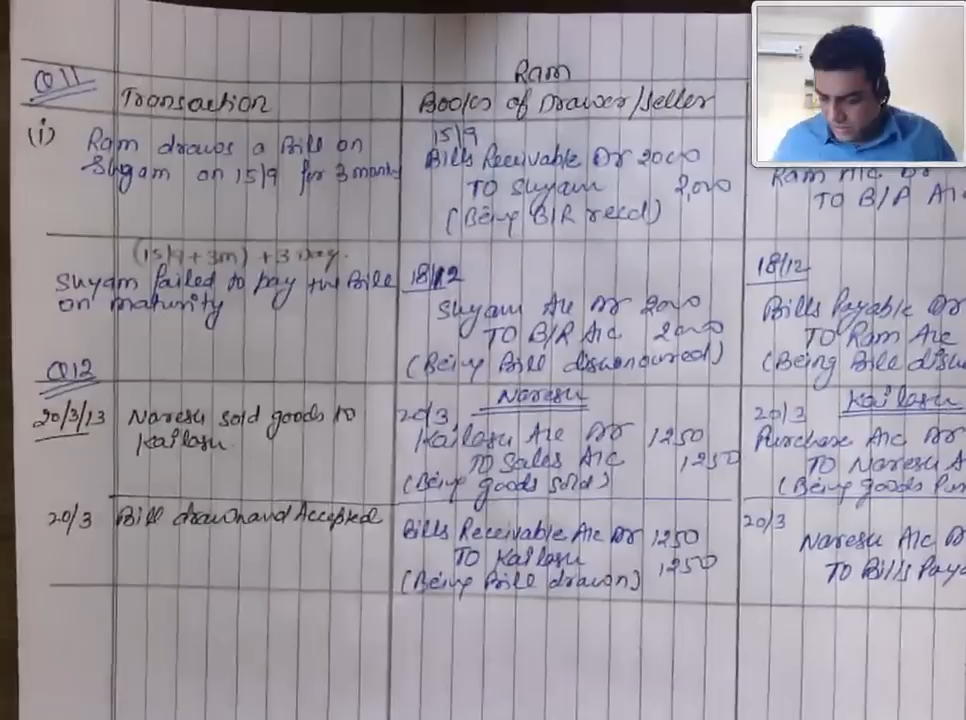 Q11
Ram
Transaction
Books of Drawer/Seller
(i) Ram draws a Bill on
Shyam on 15/9 for 3 months
15/9
Bills Receivable Dr 2000
To Shyam 2,000
(Being B/R recd)
Ram A/c Dr
To B/P A/c
(15/9+3m) + 3 Day.
Shyam failed to pay the Bill
on maturity
18/12
Shyam A/c Dr 2000
To B/R A/c 2000
(Being Bill dishonoured)
18/12
Bills Payable Dr
To Ram A/c
(Being Bill dish
Q12
20/3/13 Naresh sold goods to
Kailash
20/3 Naresh
Kailash A/c Dr 1250
To Sales A/c 1250
(Being goods sold)
20/3 Kailash
Purchase A/c Dr
To Naresh A
(Being goods Pur
20/3 Bill drawn and Accepted
Bills Receivable A/c Dr 1250
To Kailash 1250
(Being Bill drawn)
20/3
Naresh A/c D
To Bills Paya